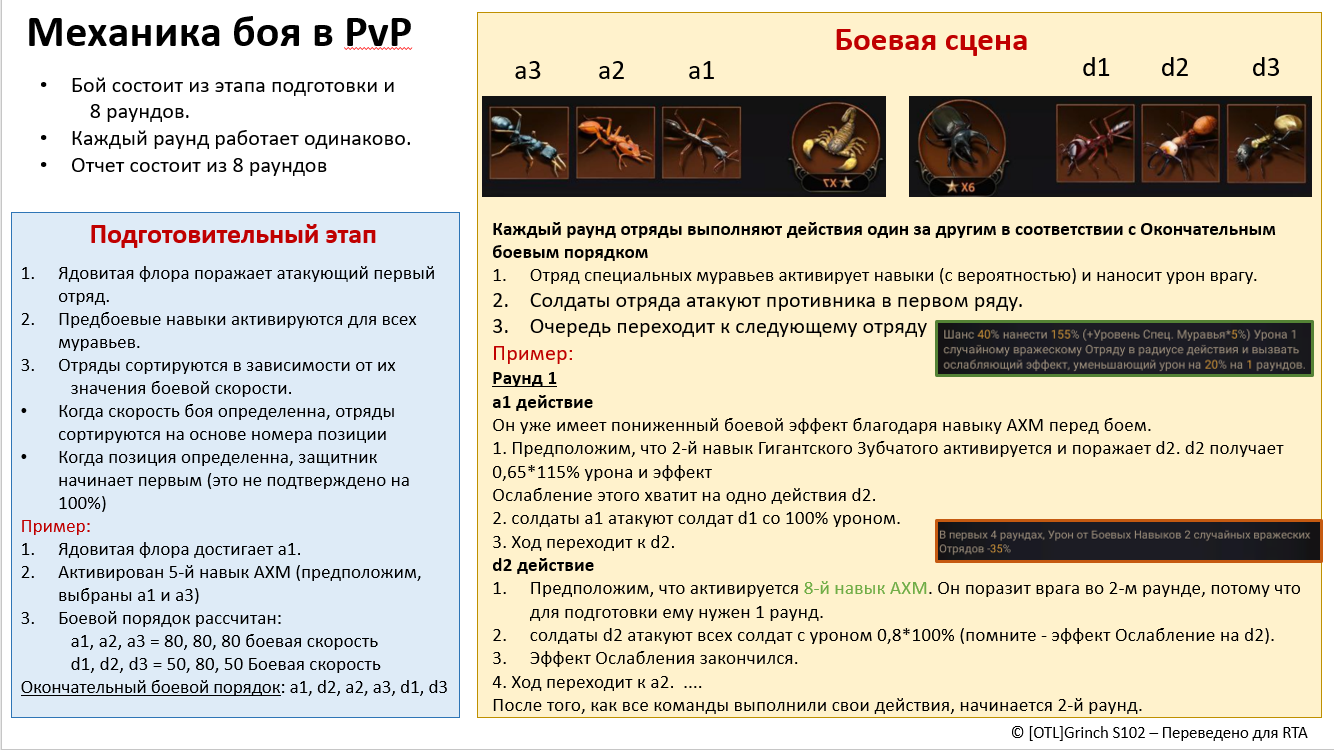 Механика боя в PvP
• Бой состоит из этапа подготовки и
8 раундов.
• Каждый раунд работает одинаково.
• Отчет состоит из 8 раундов
Подготовительный этап
1. Ядовитая флора поражает атакующий первый
отряд.
2. Предбоевые навыки активируются для всех
муравьев.
3. Отряды сортируются в зависимости от их
значения боевой скорости.
• Когда скорость боя определенна, отряды
сортируются на основе номера позиции
• Когда позиция определенна, защитник
начинает первым (это не подтверждено на
100%)
Пример:
1. Ядовитая флора достигает a1.
2. Активирован 5-й навык АХМ (предположим,
выбраны a1 и a3)
3. Боевой порядок рассчитан:
a1, a2, a3 = 80, 80, 80 боевая скорость
d1, d2, d3 = 50, 80, 50 Боевая скорость
Окончательный боевой порядок: a1, d2, a2, a3, d1, d3
Боевая сцена
a3 a2 a1 d1 d2 d3
X7 X6
Каждый раунд отряды выполняют действия один за другим в соответствии с Окончательным
боевым порядком
1. Отряд специальных муравьев активирует навыки (с вероятностью) и наносит урон врагу.
2. Солдаты отряда атакуют противника в первом ряду.
3. Очередь переходит к следующему отряду
Шанс 40% нанести 155% (+Уровень Спец. Муравья*5%) Урона 1
случайному вражескому Отряду в радиусе действия и вызвать
ослабляющий эффект, уменьшающий урон на 20% на 1 раундов.
Пример:
Раунд 1
a1 действие
Он уже имеет пониженный боевой эффект благодаря навыку АХМ перед боем.
1. Предположим, что 2-й навык Гигантского Зубчатого активируется и поражает d2. d2 получает
0,65*115% урона и эффект
Ослабление этого хватит на одно действия d2.
2. солдаты a1 атакуют солдат d1 со 100% уроном.
3. Ход переходит к d2.
В первых 4 раундах, Урон от Боевых Навыков 2 случайных вражеских
Отрядов -35%
d2 действие
1. Предположим, что активируется 8-й навык АХМ. Он поразит врага во 2-м раунде, потому что
для подготовки ему нужен 1 раунд.
2. солдаты d2 атакуют всех солдат с уроном 0,8*100% (помните - эффект Ослабление на d2).
3. Эффект Ослабления закончился.
4. Ход переходит к a2. ....
После того, как все команды выполнили свои действия, начинается 2-й раунд.
© [OTL]Grinch S102 – Переведено для RTA